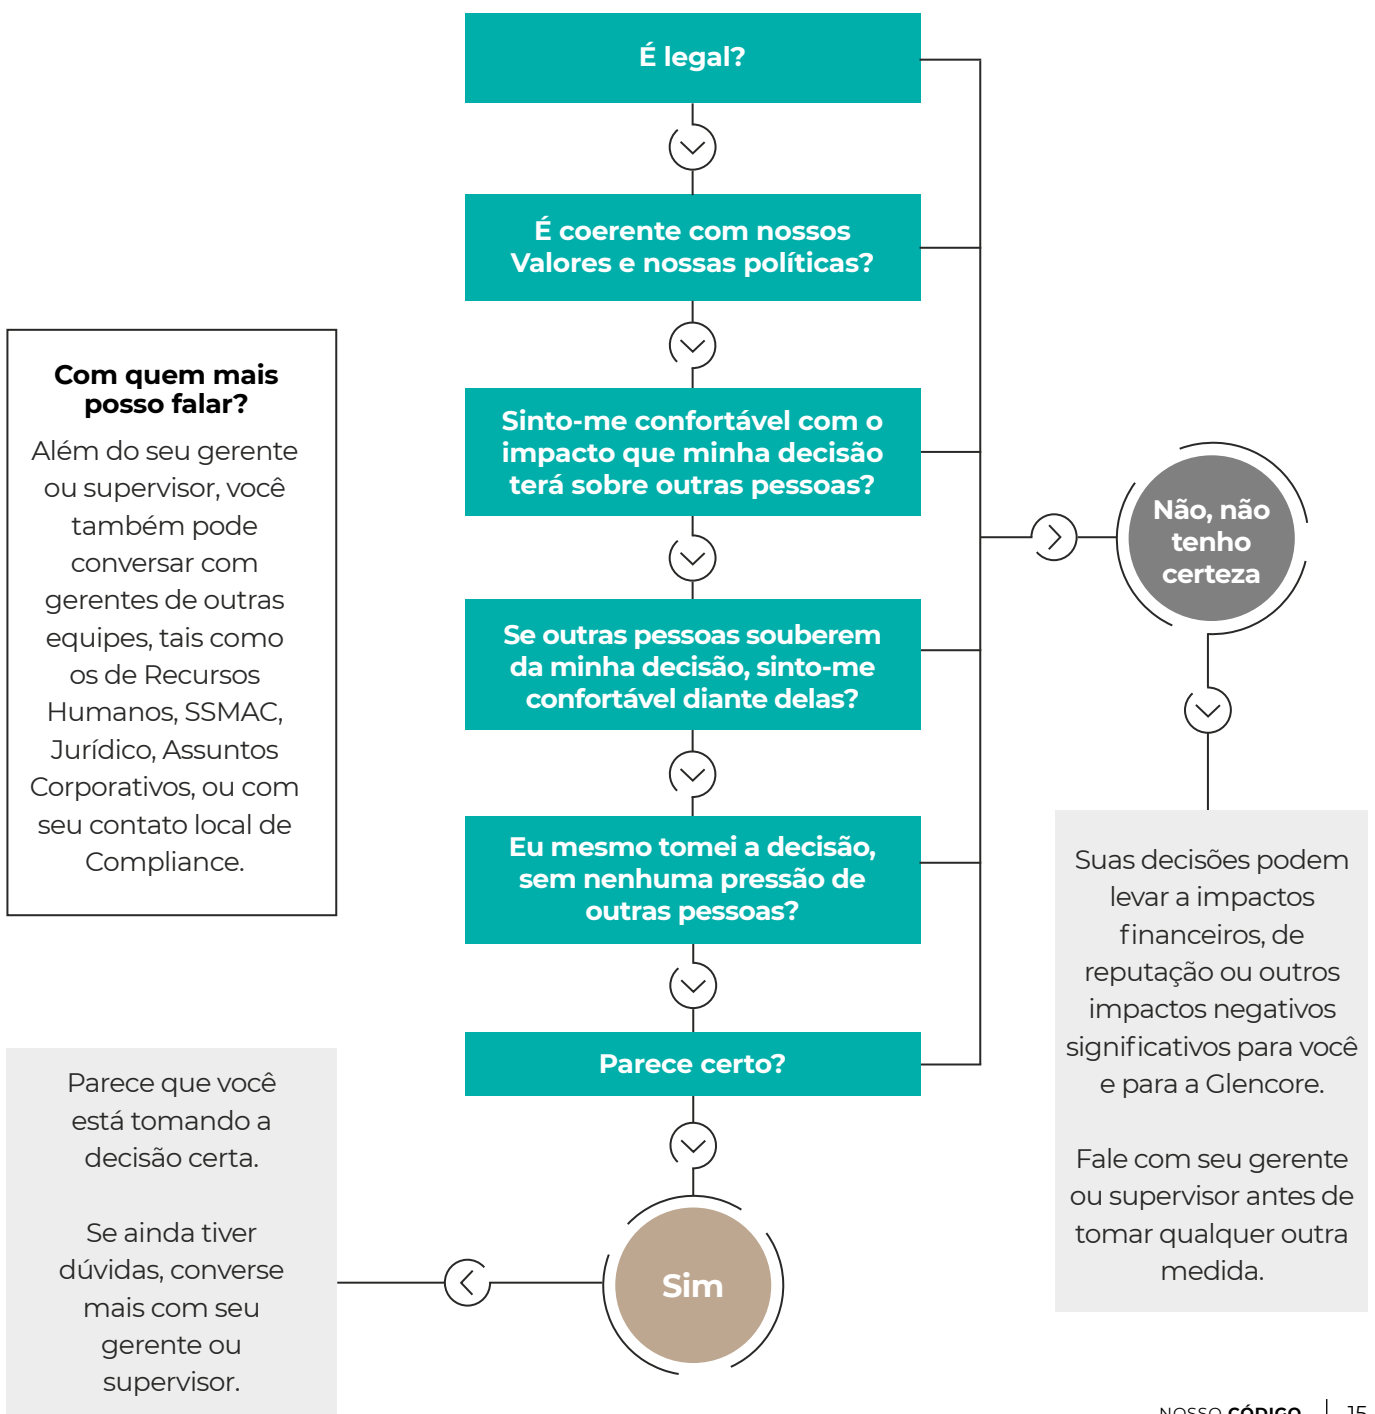 É legal?
É coerente com nossos
Valores e nossas políticas?
Sinto-me confortável com o
impacto que minha decisão
terá sobre outras pessoas?
Se outras pessoas souberem
da minha decisão, sinto-me
confortável diante delas?
Eu mesmo tomei a decisão,
sem nenhuma pressão de
outras pessoas?
Parece certo?
Sim
Não, não
tenho
certeza
Com quem mais
posso falar?
Além do seu gerente
ou supervisor, você
também pode
conversar com
gerentes de outras
equipes, tais como
os de Recursos
Humanos, SSMAC,
Jurídico, Assuntos
Corporativos, ou com
seu contato local de
Compliance.
Parece que você
está tomando a
decisão certa.
Se ainda tiver
dúvidas, converse
mais com seu
gerente ou
supervisor.
Suas decisões podem
levar a impactos
financeiros, de
reputação ou outros
impactos negativos
significativos para você
e para a Glencore.
Fale com seu gerente
ou supervisor antes de
tomar qualquer outra
medida.
NOSSO CÓDIGO 15